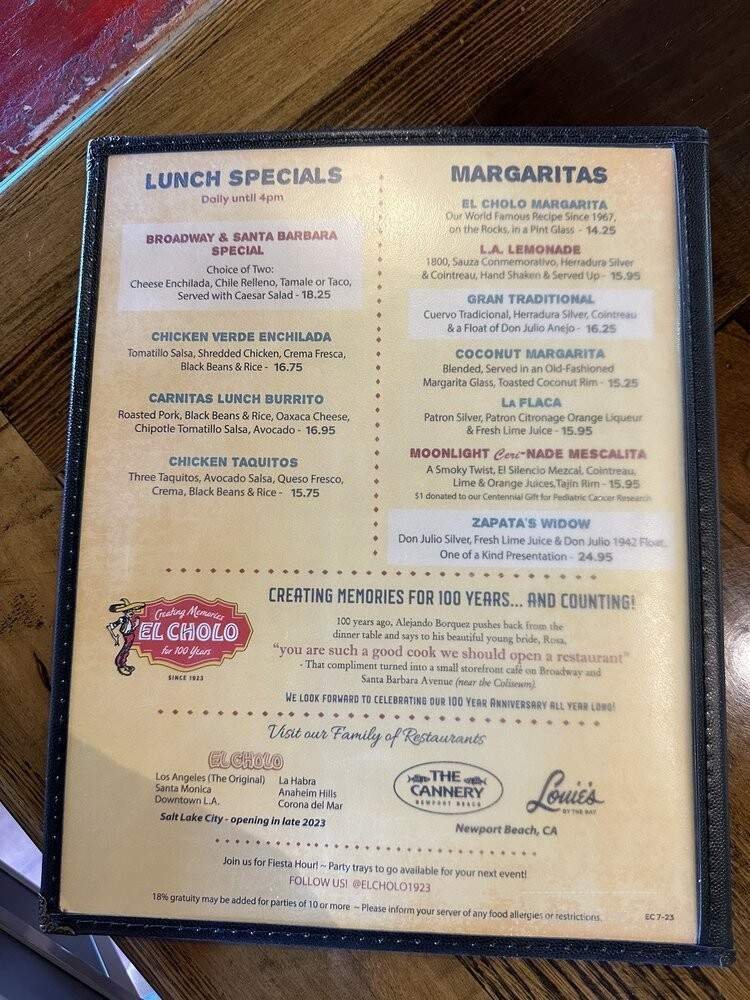 LUNCH SPECIALS
Daily until 4pm
BROADWAY & SANTA BARBARA
SPECIAL
Choice of Two:
Cheese Enchilada, Chile Relleno, Tamale or Taco,
Served with Caesar Salad - 18.25
CHICKEN VERDE ENCHILADA
Tomatillo Salsa, Shredded Chicken, Crema Fresca,
Black Beans & Rice - 16.75
CARNITAS LUNCH BURRITO
Roasted Pork, Black Beans & Rice, Oaxaca Cheese,
Chipotle Tomatillo Salsa, Avocado - 16.95
CHICKEN TAQUITOS
Three Taquitos, Avocado Salsa, Queso Fresco,
Crema, Black Beans & Rice - 15.75
MARGARITAS
EL CHOLO MARGARITA
Our World Famous Recipe Since 1967,
on the Rocks, in a Pint Glass - 14.25
L.A. LEMONADE
1800, Sauza Conmemorativo, Herradura Silver
& Cointreau, Hand Shaken & Served Up - 15.95
GRAN TRADITIONAL
Cuervo Tradicional, Herradura Silver, Cointreau
& a Float of Don Julio Anejo - 16.25
COCONUT MARGARITA
Blended, Served in an Old-Fashioned
Margarita Glass, Toasted Coconut Rim - 15.25
La FLACA
Patron Silver, Patron Citronage Orange Liqueur
& Fresh Lime Juice - 15.95
MOONLIGHT Ceri-NADE MESCALITA
A Smoky Twist, El Silencio Mezcal, Cointreau,
Lime & Orange Juices,Tajin Rim - 15.95
$1 donated to our Centennial Gift for Pediatric Cancer Research
ZAPATA'S WIDOW
Don Julio Silver, Fresh Lime Juice & Don Julio 1942 Float,
One of a Kind Presentation - 24.95
Creating Memories
EL CHOLO
for 100 Years
SINCE 1923
CREATING MEMORIES FOR 100 YEARS... AND COUNTING!
100 years ago, Alejando Borquez pushes back from the
dinner table and says to his beautiful young bride, Rosa,
"you are such a good cook we should open a restaurant"
- That compliment turned into a small storefront café on Broadway and
Santa Barbara Avenue (near the Coliseum).
WE LOOK FORWARD TO CELEBRATING OUR 100 YEAR ANNIVERSARY ALL YEAR LONG!
Visit our Family of Restaurants
EL CHOLO
Los Angeles (The Original)
Santa Monica
Downtown L.A.
La Habra
Anaheim Hills
Corona del Mar
Salt Lake City - opening in late 2023
THE
CANNERY
NEWPORT BEACH
Louie's
BY THE BAY
Newport Beach, CA
Join us for Fiesta Hour! ~ Party trays to go available for your next event!
FOLLOW US! @ELCHOLO1923
18% gratuity may be added for parties of 10 or more ~ Please inform your server of any food allergies or restrictions.
EC 7-23